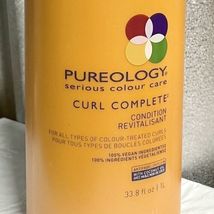 PUREOLOGY®
serious colour care
CURL COMPLETE®
CONDITION
REVITALISANT
FOR ALL TYPES OF COLOUR-TREATED CURLS
POUR TOUS TYPES DE BOUCLES COLORÉES
100% VEGAN INGREDIENTS
100% INGRÉDIENTS VÉGÉTALIENS
33.8 fl.oz | 1L